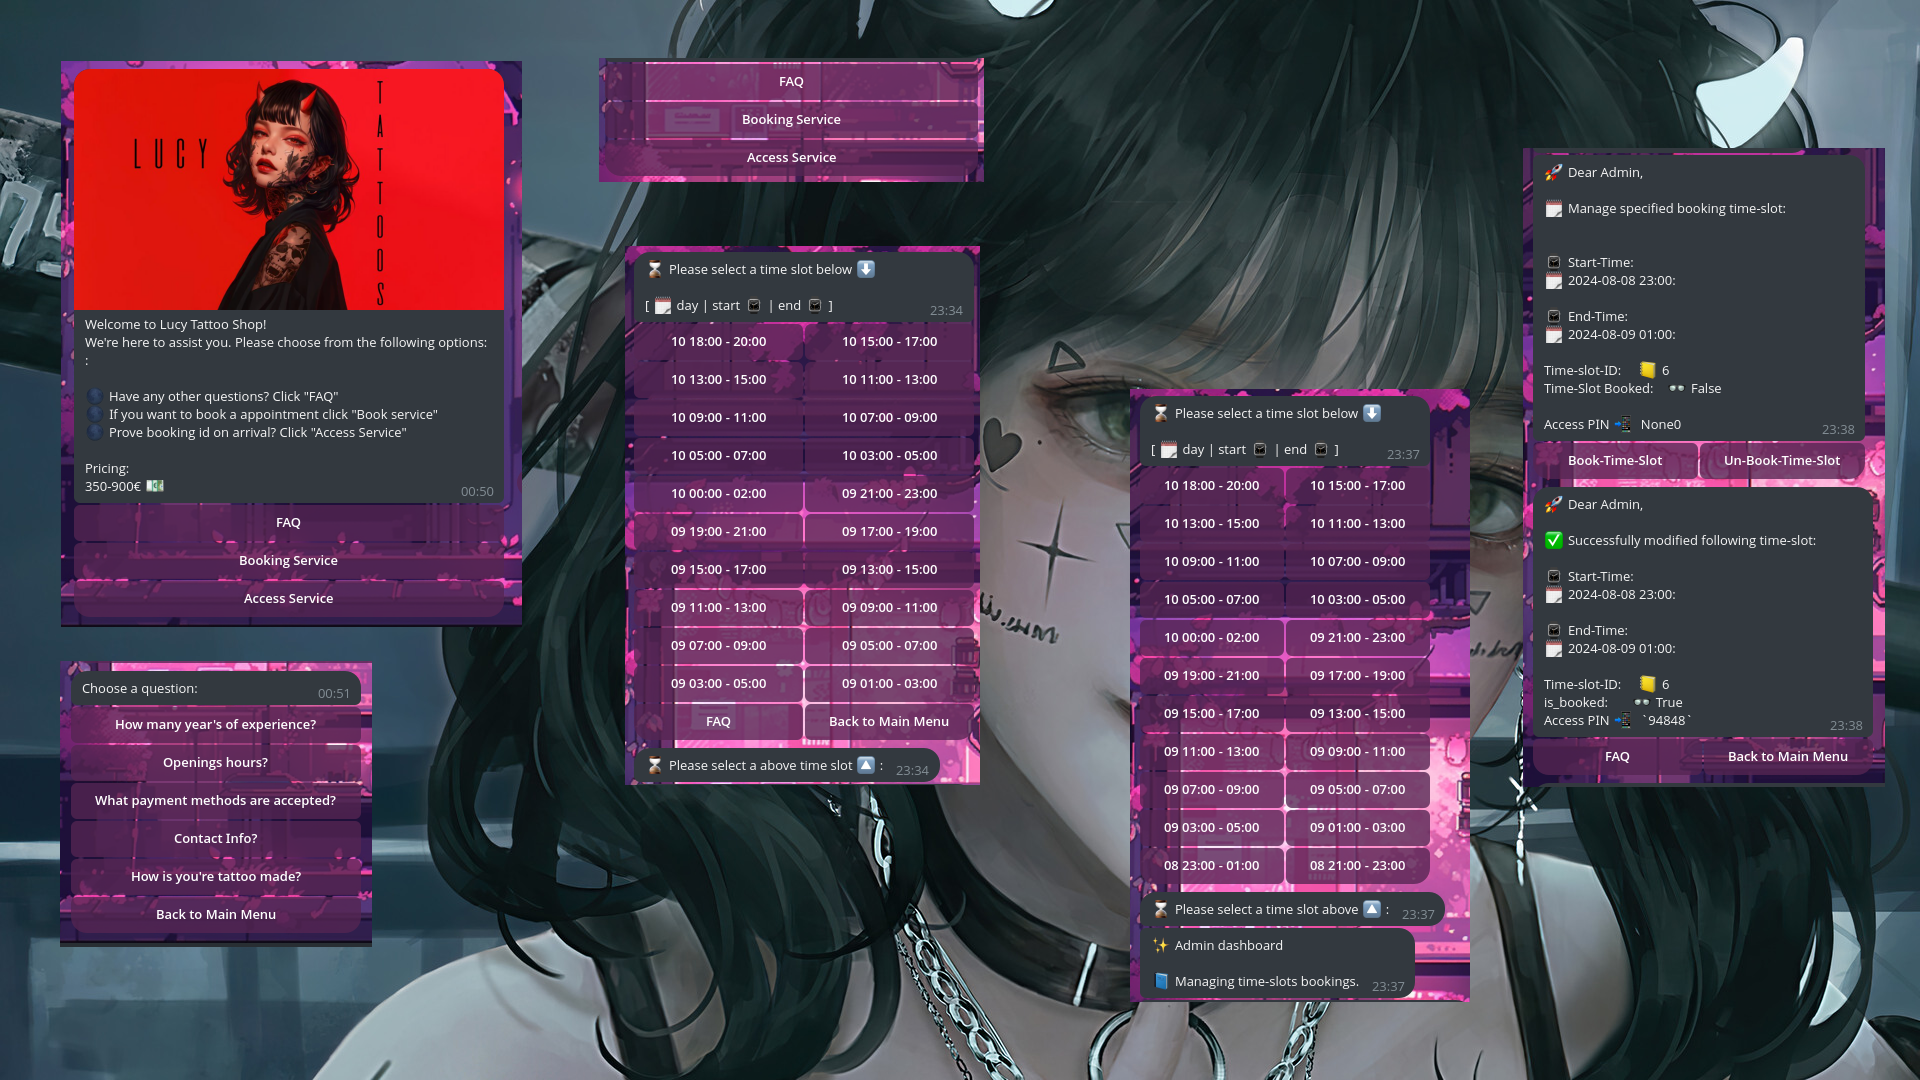 LUCY
TATTOOS
Welcome to Lucy Tattoo Shop!
We're here to assist you. Please choose from the following options:
:
Have any other questions? Click "FAQ"
If you want to book a appointment click "Book service"
Prove booking id on arrival? Click "Access Service"
Pricing:
350-900€
00:50
FAQ
Booking Service
Access Service
Choose a question:
00:51
How many year's of experience?
Openings hours?
What payment methods are accepted?
Contact Info?
How is you're tattoo made?
Back to Main Menu
FAQ
Booking Service
Access Service
Please select a time slot below
[ day | start | end ]
23:34
10 18:00 - 20:00 10 15:00 - 17:00
10 13:00 - 15:00 10 11:00 - 13:00
10 09:00 - 11:00 10 07:00 - 09:00
10 05:00 - 07:00 10 03:00 - 05:00
10 00:00 - 02:00 09 21:00 - 23:00
09 19:00 - 21:00 09 17:00 - 19:00
09 15:00 - 17:00 09 13:00 - 15:00
09 11:00 - 13:00 09 09:00 - 11:00
09 07:00 - 09:00 09 05:00 - 07:00
09 03:00 - 05:00 09 01:00 - 03:00
FAQ Back to Main Menu
Please select a above time slot :
23:34
Please select a time slot below
[ day | start | end ]
23:37
10 18:00 - 20:00 10 15:00 - 17:00
10 13:00 - 15:00 10 11:00 - 13:00
10 09:00 - 11:00 10 07:00 - 09:00
10 05:00 - 07:00 10 03:00 - 05:00
10 00:00 - 02:00 09 21:00 - 23:00
09 19:00 - 21:00 09 17:00 - 19:00
09 15:00 - 17:00 09 13:00 - 15:00
09 11:00 - 13:00 09 09:00 - 11:00
09 07:00 - 09:00 09 05:00 - 07:00
09 03:00 - 05:00 09 01:00 - 03:00
08 23:00 - 01:00 08 21:00 - 23:00
Please select a time slot above :
23:37
Admin dashboard
Managing time-slots bookings.
23:37
Dear Admin,
Manage specified booking time-slot:
Start-Time:
2024-08-08 23:00:
End-Time:
2024-08-09 01:00:
Time-slot-ID: 6
Time-Slot Booked: False
Access PIN None0
23:38
Book-Time-Slot Un-Book-Time-Slot
Dear Admin,
Successfully modified following time-slot:
Start-Time:
2024-08-08 23:00:
End-Time:
2024-08-09 01:00:
Time-slot-ID: 6
is_booked: True
Access PIN `94848`
23:38
FAQ Back to Main Menu